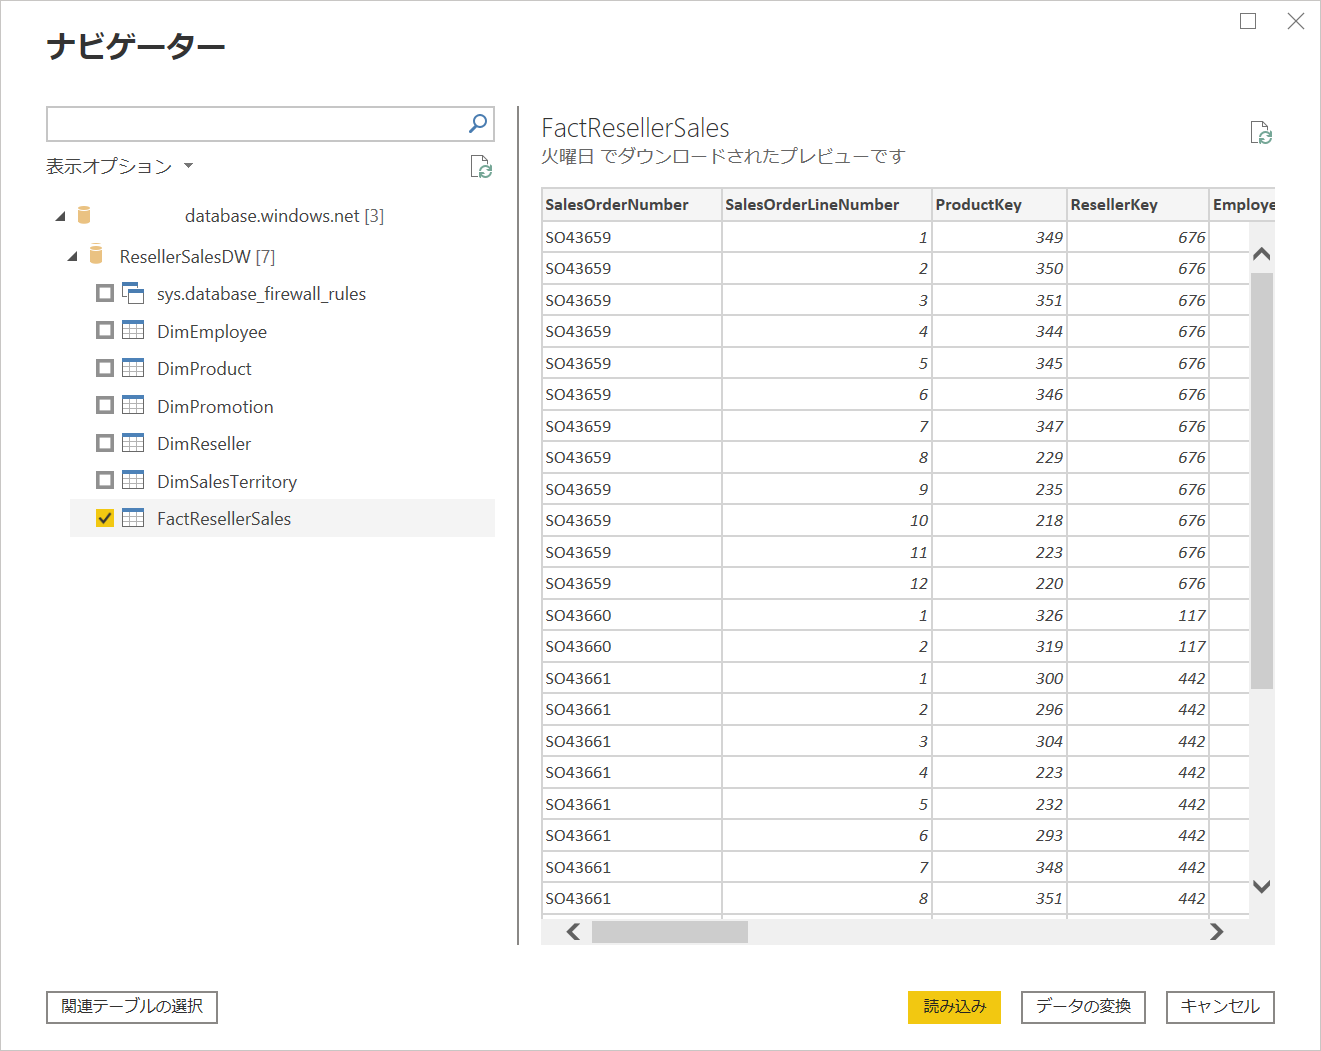 ナビゲーター
表示オプション
database.windows.net [3]
ResellerSalesDW [7]
sys.database_firewall_rules
DimEmployee
DimProduct
DimPromotion
DimReseller
DimSalesTerritory
FactResellerSales
FactResellerSales
火曜日 でダウンロードされたプレビューです
SalesOrderNumber SalesOrderLineNumber ProductKey ResellerKey Employe
SO43659 1 349 676
SO43659 2 350 676
SO43659 3 351 676
SO43659 4 344 676
SO43659 5 345 676
SO43659 6 346 676
SO43659 7 347 676
SO43659 8 229 676
SO43659 9 235 676
SO43659 10 218 676
SO43659 11 223 676
SO43659 12 220 676
SO43660 1 326 117
SO43660 2 319 117
SO43661 1 300 442
SO43661 2 296 442
SO43661 3 304 442
SO43661 4 223 442
SO43661 5 232 442
SO43661 6 293 442
SO43661 7 348 442
SO43661 8 351 442
関連テーブルの選択 読み込み データの変換 キャンセル